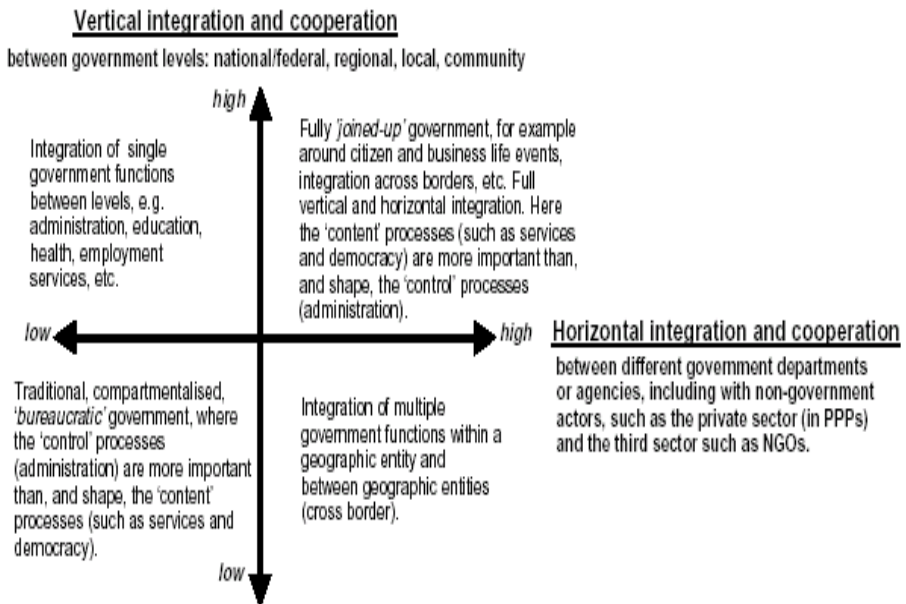 Vertical integration and cooperation
between government levels: national/federal, regional, local, community
high
Integration of single
government functions
between levels, e.g.
administration, education,
health, employment
services, etc.
Fully 'joined-up' government, for example
around citizen and business life events,
integration across borders, etc. Full
vertical and horizontal integration. Here
the 'content' processes (such as services
and democracy) are more important than,
and shape, the 'control' processes
(administration).
low
high
Horizontal integration and cooperation
between different government departments
or agencies, including with non-government
actors, such as the private sector (in PPPs)
and the third sector such as NGOs.
Traditional, compartmentalised,
'bureaucratic' government, where
the 'control' processes
(administration) are more important
than, and shape, the 'content'
processes (such as services and
democracy).
Integration of multiple
government functions within a
geographic entity and
between geographic entities
(cross border).
low